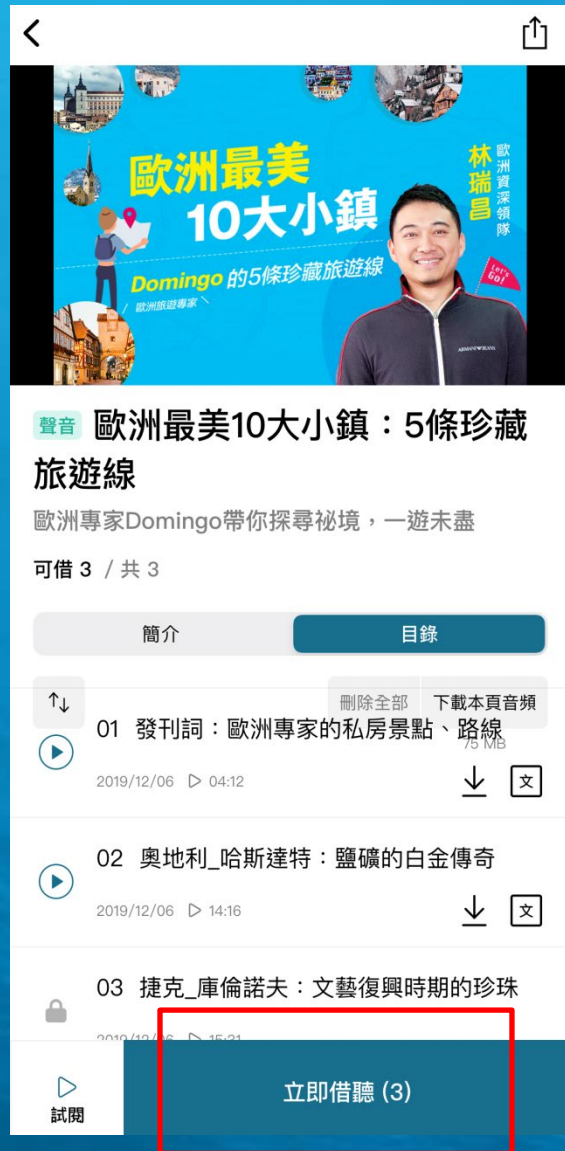 歐洲最美
10大小鎮
Domingo 的5條珍藏旅遊線
歐洲旅遊專家
林瑞昌
歐洲資深領隊
Let's GO!
聲音 歐洲最美10大小鎮：5條珍藏
旅遊線
歐洲專家Domingo帶你探尋祕境，一遊未盡
可借 3 / 共 3
簡介 目錄
刪除全部 下載本頁音頻
75 MB
01 發刊詞：歐洲專家的私房景點、路線
2019/12/06 04:12
文
02 奧地利_哈斯達特：鹽礦的白金傳奇
2019/12/06 14:16
文
03 捷克_庫倫諾夫：文藝復興時期的珍珠
2019/12/06 15:31
試閱
立即借聽 (3)